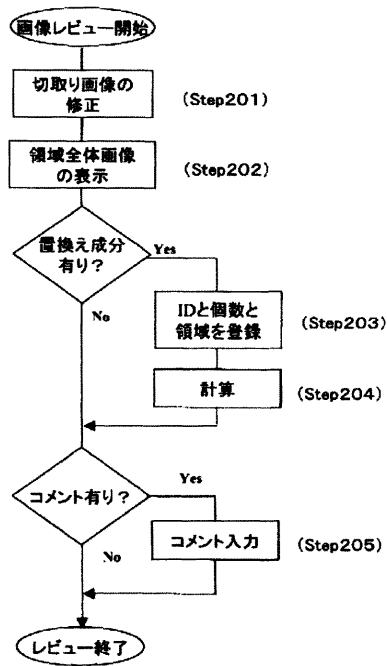 画像レビュー開始
切取り画像の
修正
(Step201)
領域全体画像
の表示
(Step202)
置換え成分
有り?
Yes
No
IDと個数と
領域を登録
(Step203)
計算
(Step204)
コメント有り?
Yes
No
コメント入力
(Step205)
レビュー終了